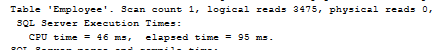 Table 'Employee'. Scan count 1, logical reads 3475, physical reads 0,
SQL Server Execution Times:
CPU time = 46 ms,  elapsed time = 95 ms.